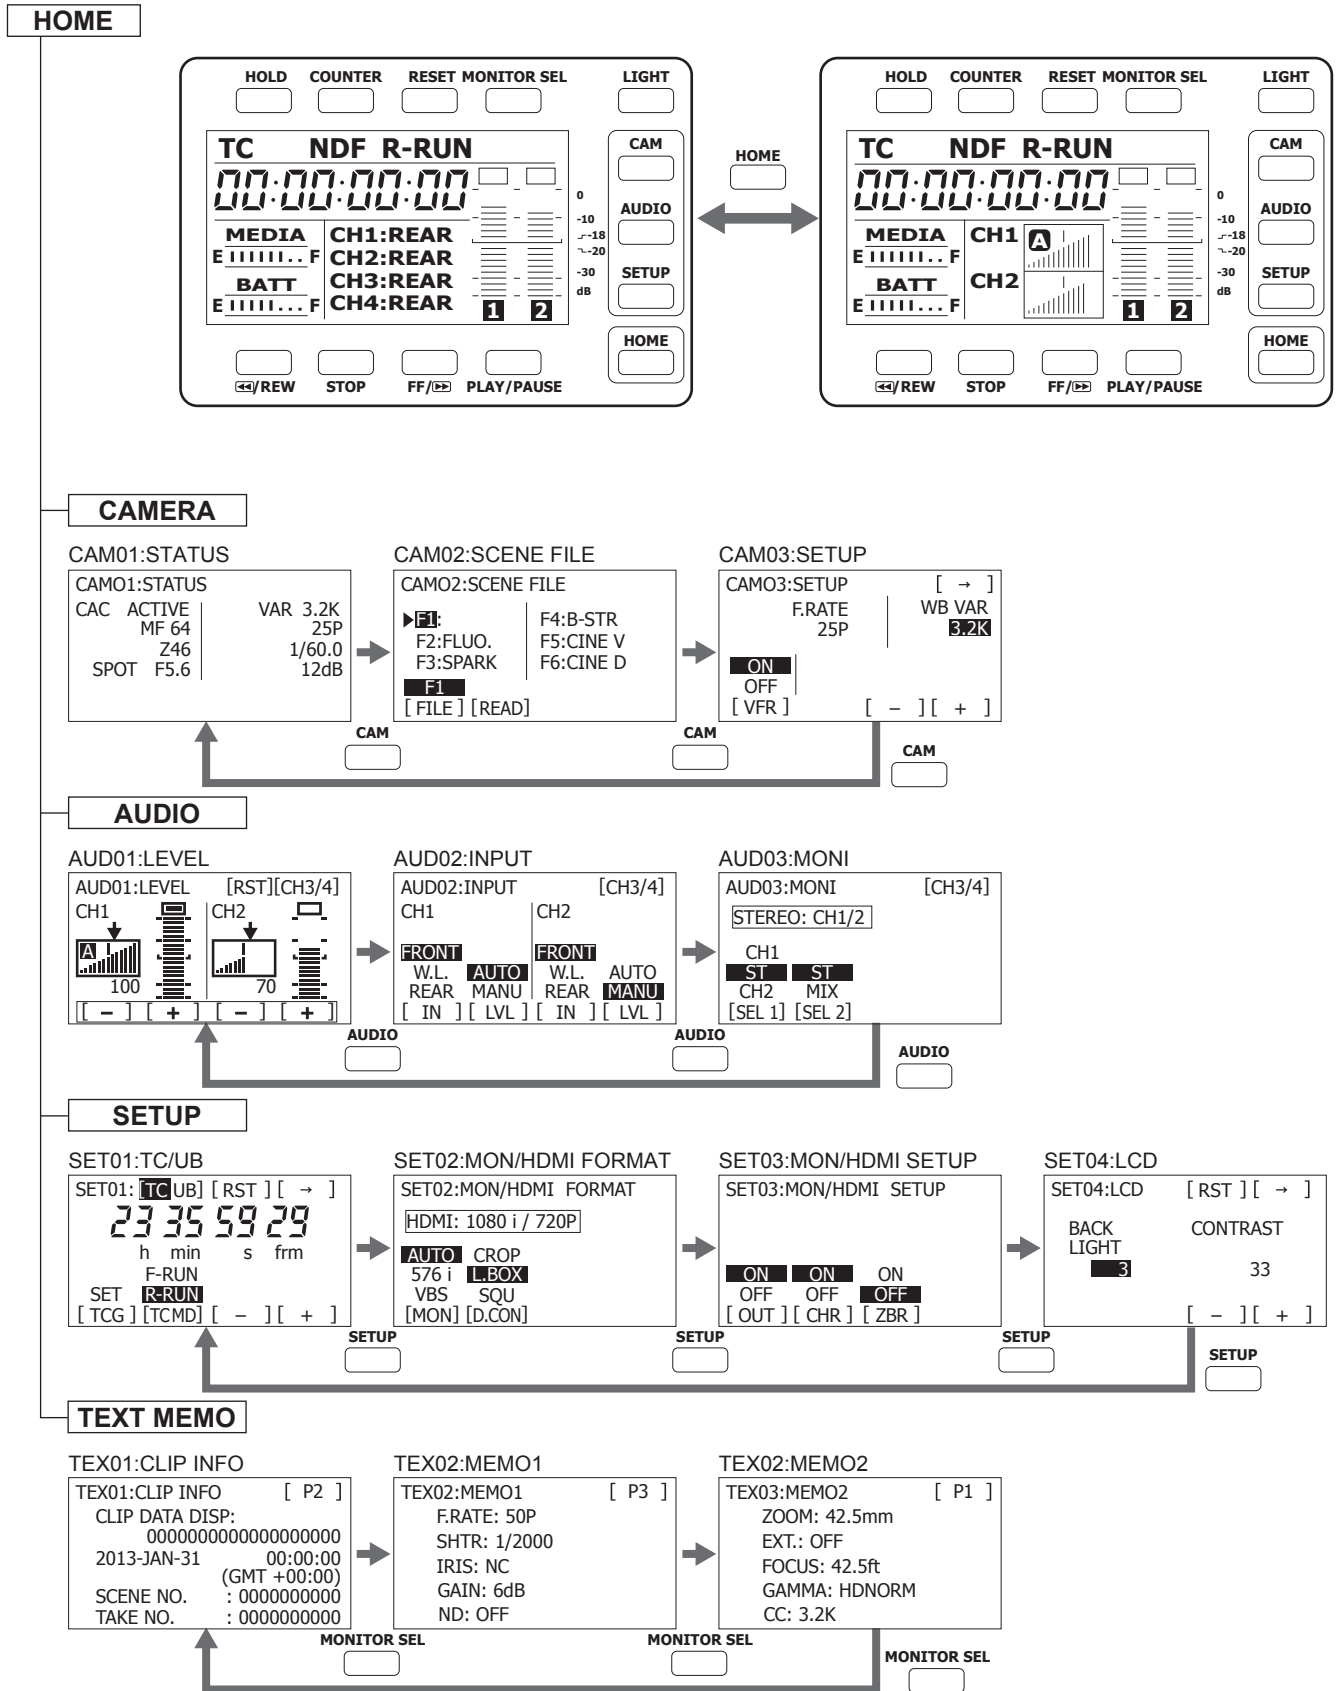 HOME
HOLD COUNTER RESET MONITOR SEL LIGHT
TC NDF R-RUN
00:00:00:00
MEDIA
E F
BATT
E F
CH1:REAR
CH2:REAR
CH3:REAR
CH4:REAR
1 2
0
-10
-18
-20
-30
dB
CAM
AUDIO
SETUP
HOME
/REW STOP FF/ PLAY/PAUSE
HOME
HOLD COUNTER RESET MONITOR SEL LIGHT
TC NDF R-RUN
00:00:00:00
MEDIA
E F
BATT
E F
CH1 A
CH2
1 2
0
-10
-18
-20
-30
dB
CAM
AUDIO
SETUP
HOME
/REW STOP FF/ PLAY/PAUSE
CAMERA
CAM01:STATUS
CAMO1:STATUS
CAC ACTIVE VAR 3.2K
MF 64 25P
Z46 1/60.0
SPOT F5.6 12dB
CAM
CAM02:SCENE FILE
CAMO2:SCENE FILE
▶F1: F4:B-STR
F2:FLUO. F5:CINE V
F3:SPARK F6:CINE D
F1
[ FILE ] [READ]
CAM
CAM03:SETUP
CAMO3:SETUP [ → ]
F.RATE WB VAR
25P 3.2K
ON
OFF
[ VFR ] [ – ] [ + ]
CAM
AUDIO
AUD01:LEVEL
AUD01:LEVEL [RST][CH3/4]
CH1 CH2
A
100 70
[ – ] [ + ] [ – ] [ + ]
AUDIO
AUD02:INPUT
AUD02:INPUT [CH3/4]
CH1 CH2
FRONT FRONT
W.L. AUTO W.L. AUTO
REAR MANU REAR MANU
[ IN ] [ LVL ] [ IN ] [ LVL ]
AUDIO
AUD03:MONI
AUD03:MONI [CH3/4]
STEREO: CH1/2
CH1
ST ST
CH2 MIX
[SEL 1] [SEL 2]
AUDIO
SETUP
SET01:TC/UB
SET01: [TC UB] [ RST ] [ → ]
23 35 59 29
h min s frm
F-RUN
SET R-RUN
[ TCG ] [TCMD] [ – ] [ + ]
SETUP
SET02:MON/HDMI FORMAT
SET02:MON/HDMI FORMAT
HDMI: 1080 i / 720P
AUTO CROP
576 i L.BOX
VBS SQU
[MON] [D.CON]
SETUP
SET03:MON/HDMI SETUP
SET03:MON/HDMI SETUP
ON ON ON
OFF OFF OFF
[ OUT ] [ CHR ] [ ZBR ]
SETUP
SET04:LCD
SET04:LCD [ RST ] [ → ]
BACK CONTRAST
LIGHT
3 33
[ – ] [ + ]
SETUP
TEXT MEMO
TEX01:CLIP INFO
TEX01:CLIP INFO [ P2 ]
CLIP DATA DISP:
0000000000000000000
2013-JAN-31 00:00:00
(GMT +00:00)
SCENE NO. : 0000000000
TAKE NO. : 0000000000
MONITOR SEL
TEX02:MEMO1
TEX02:MEMO1 [ P3 ]
F.RATE: 50P
SHTR: 1/2000
IRIS: NC
GAIN: 6dB
ND: OFF
MONITOR SEL
TEX02:MEMO2
TEX03:MEMO2 [ P1 ]
ZOOM: 42.5mm
EXT.: OFF
FOCUS: 42.5ft
GAMMA: HDNORM
CC: 3.2K
MONITOR SEL